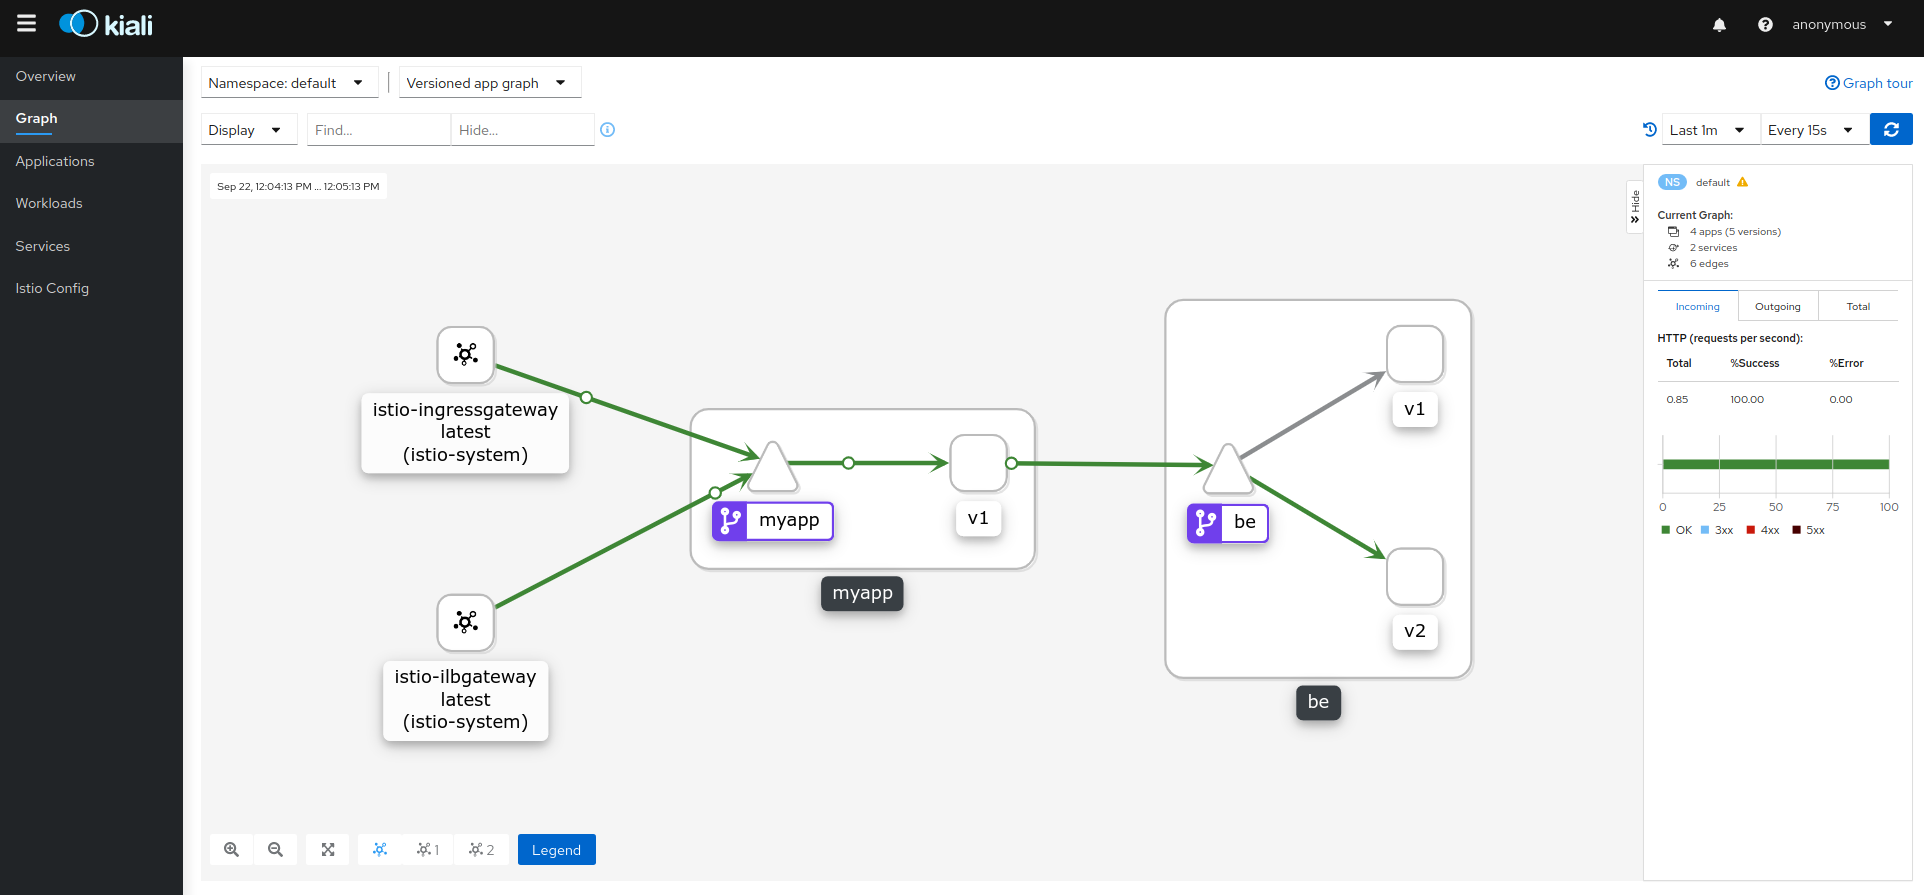 kiali
anonymous
Overview
Graph
Applications
Workloads
Services
Istio Config
Namespace: default
Versioned app graph
Graph tour
Display
Find...
Hide...
Last 1m
Every 15s
Sep 22, 12:04:13 PM ... 12:05:13 PM
Hide
istio-ingressgateway
latest
(istio-system)
istio-ilbgateway
latest
(istio-system)
myapp
v1
myapp
be
v1
v2
be
1
2
Legend
NS default
Current Graph:
4 apps (5 versions)
2 services
6 edges
Incoming Outgoing Total
HTTP (requests per second):
Total %Success %Error
0.85 100.00 0.00
0 25 50 75 100
OK 3xx 4xx 5xx